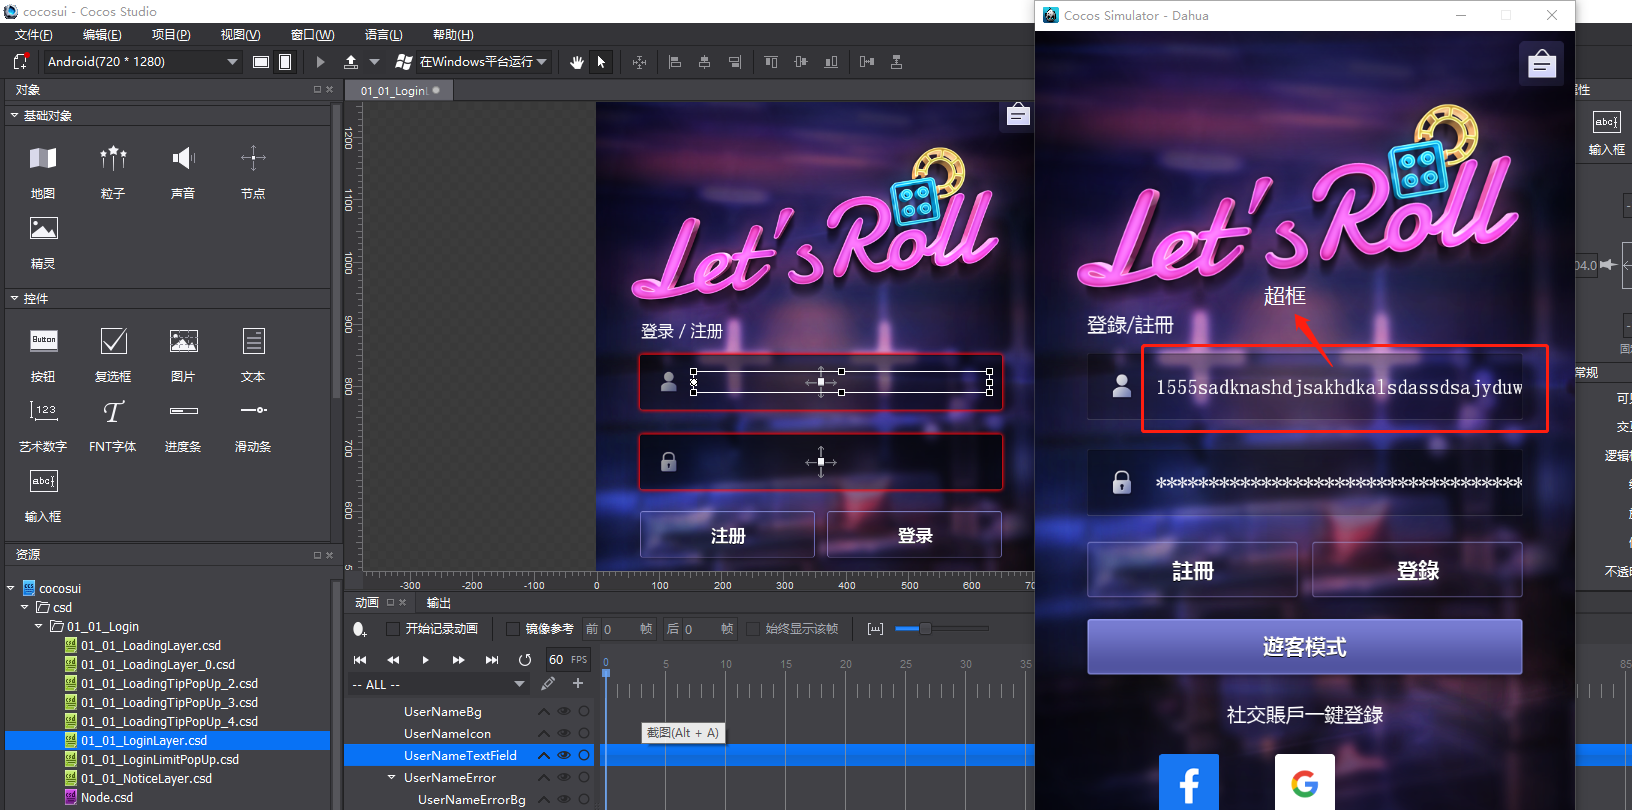 cocosui - Cocos Studio
文件(F) 编辑(E) 项目(P) 视图(V) 窗口(W) 语言(L) 帮助(H)
Android(720 * 1280) 在Windows平台运行
对象
基础对象
地图 粒子 声音 节点
精灵
控件
Button
按钮 复选框 图片 文本
123
艺术数字 FNT字体 进度条 滑动条
abc
输入框
资源
cocosui
csd
01_01_Login
01_01_LoadingLayer.csd
01_01_LoadingLayer_0.csd
01_01_LoadingTipPopUp_2.csd
01_01_LoadingTipPopUp_3.csd
01_01_LoadingTipPopUp_4.csd
01_01_LoginLayer.csd
01_01_LoginLimitPopUp.csd
01_01_NoticeLayer.csd
Node.csd
01_01_Login
1200
1100
1000
900
800
700
600
5
Let's Roll
登录 / 注册
注册 登录
-300 -200 -100 0 100 200 300 400 500 600 70
动画 输出
开始记录动画 镜像参考 前 0 帧 后 0 帧 始终显示该帧
60 FPS
0 5 10 15 20 25 30 35
-- ALL --
UserNameBg
UserNameIcon
UserNameTextField
UserNameError
UserNameErrorBg
截图(Alt + A)
Cocos Simulator - Dahua
Let's Roll
超框
登錄/註冊
1555sadknashdjsakhdkalsdassdsajyduw
***********************************
註冊 登錄
遊客模式
社交賬戶一鍵登錄
f G
性
abc
输入框
04.0
常规
85